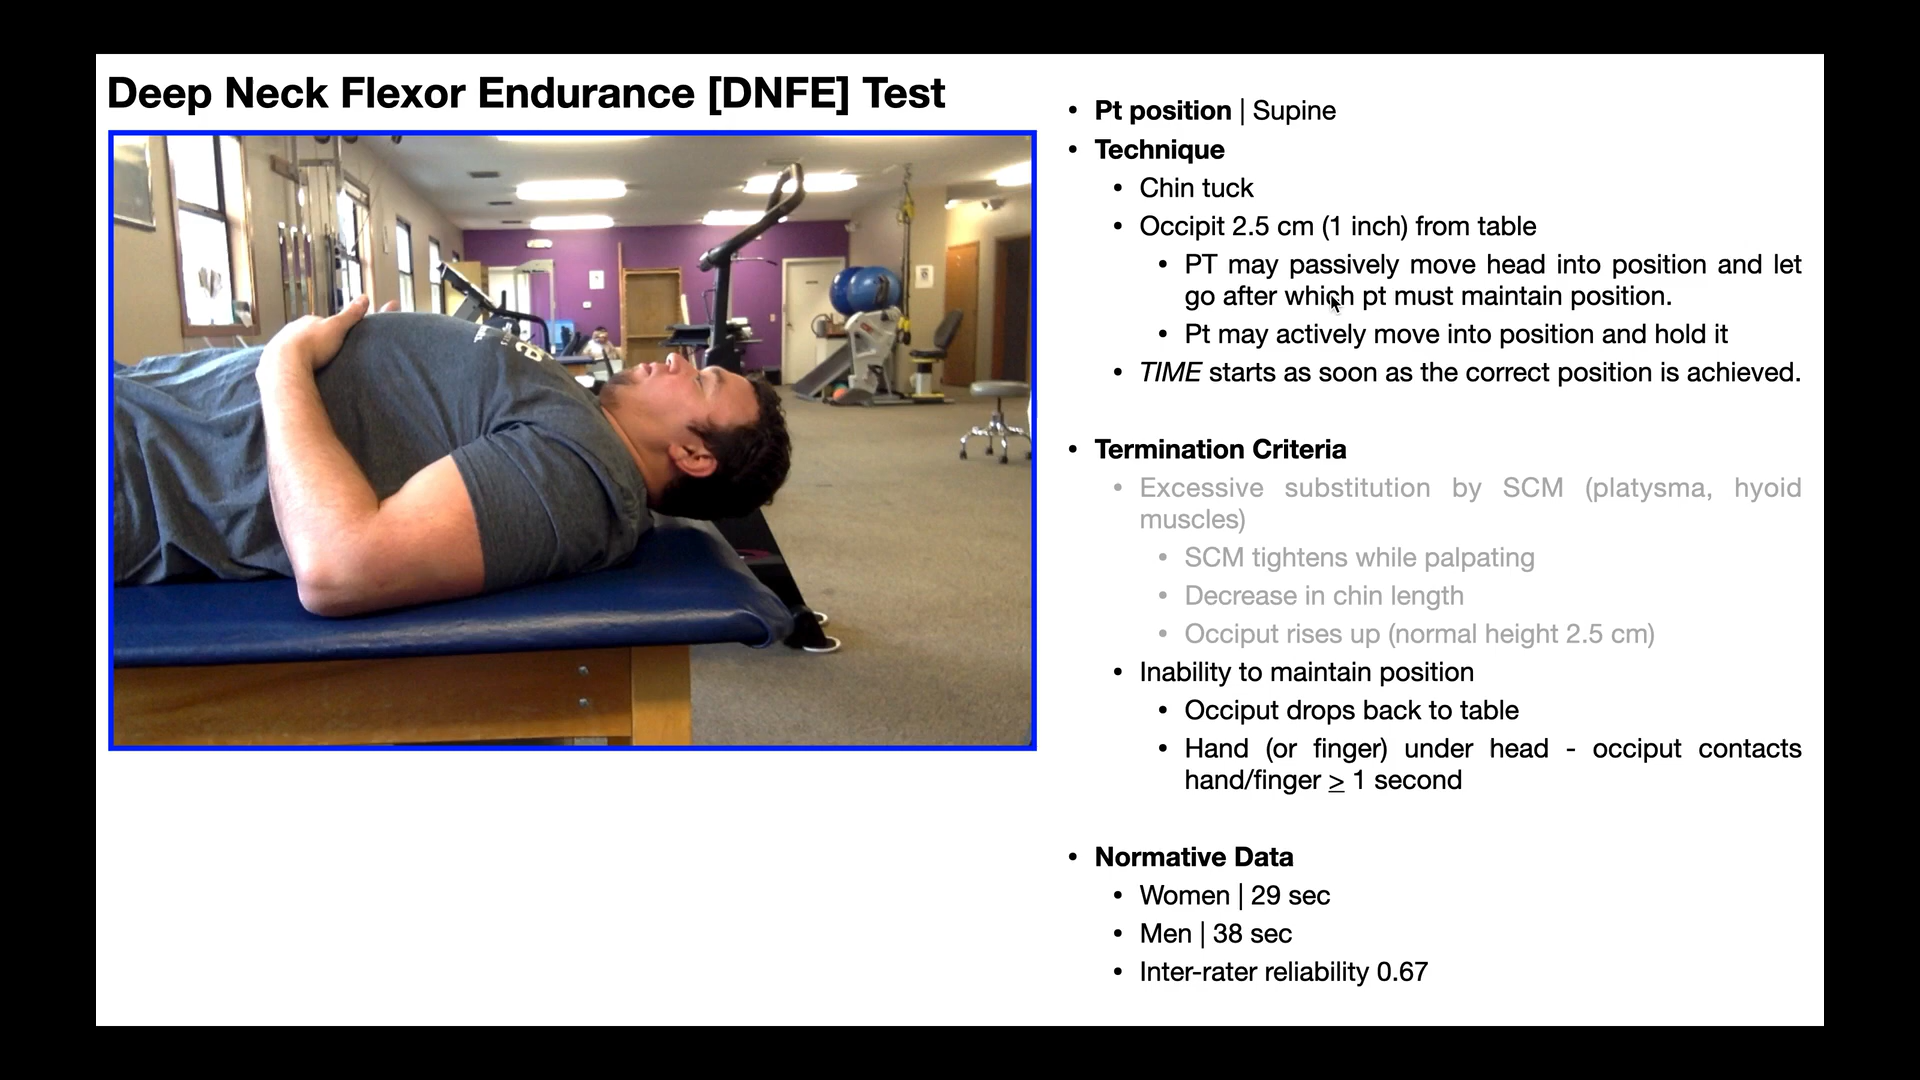 Deep Neck Flexor Endurance [DNFE] Test
• Pt position | Supine
• Technique
• Chin tuck
• Occipit 2.5 cm (1 inch) from table
• PT may passively move head into position and let
go after which pt must maintain position.
• Pt may actively move into position and hold it
• TIME starts as soon as the correct position is achieved.
• Termination Criteria
• Excessive substitution by SCM (platysma, hyoid
muscles)
• SCM tightens while palpating
• Decrease in chin length
• Occiput rises up (normal height 2.5 cm)
• Inability to maintain position
• Occiput drops back to table
• Hand (or finger) under head - occiput contacts
hand/finger ≥ 1 second
• Normative Data
• Women | 29 sec
• Men | 38 sec
• Inter-rater reliability 0.67